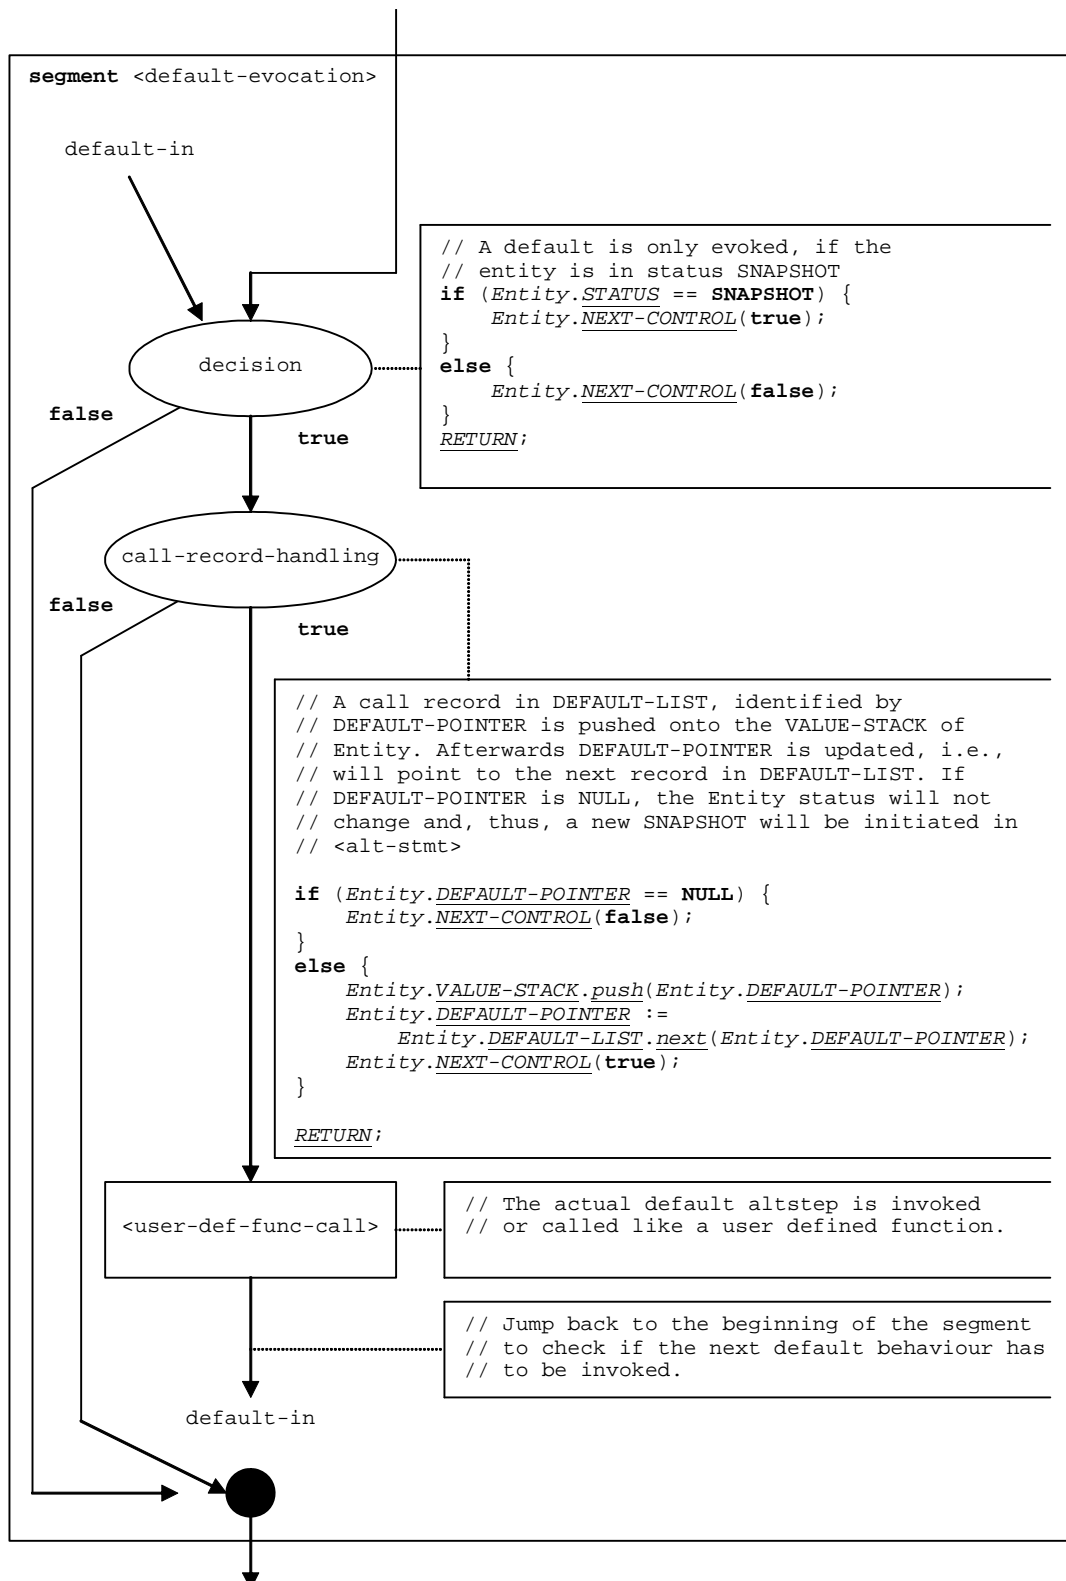 segment <default-evocation>
default-in
// A default is only evoked, if the
// entity is in status SNAPSHOT
if (Entity.STATUS == SNAPSHOT) {
    Entity.NEXT-CONTROL(true);
}
else {
    Entity.NEXT-CONTROL(false);
}
RETURN;
decision
false
true
call-record-handling
false
true
// A call record in DEFAULT-LIST, identified by
// DEFAULT-POINTER is pushed onto the VALUE-STACK of
// Entity. Afterwards DEFAULT-POINTER is updated, i.e.,
// will point to the next record in DEFAULT-LIST. If
// DEFAULT-POINTER is NULL, the Entity status will not
// change and, thus, a new SNAPSHOT will be initiated in
// <alt-stmt>
if (Entity.DEFAULT-POINTER == NULL) {
    Entity.NEXT-CONTROL(false);
}
else {
    Entity.VALUE-STACK.push(Entity.DEFAULT-POINTER);
    Entity.DEFAULT-POINTER :=
        Entity.DEFAULT-LIST.next(Entity.DEFAULT-POINTER);
    Entity.NEXT-CONTROL(true);
}
RETURN;
<user-def-func-call>
// The actual default altstep is invoked
// or called like a user defined function.
// Jump back to the beginning of the segment
// to check if the next default behaviour has
// to be invoked.
default-in